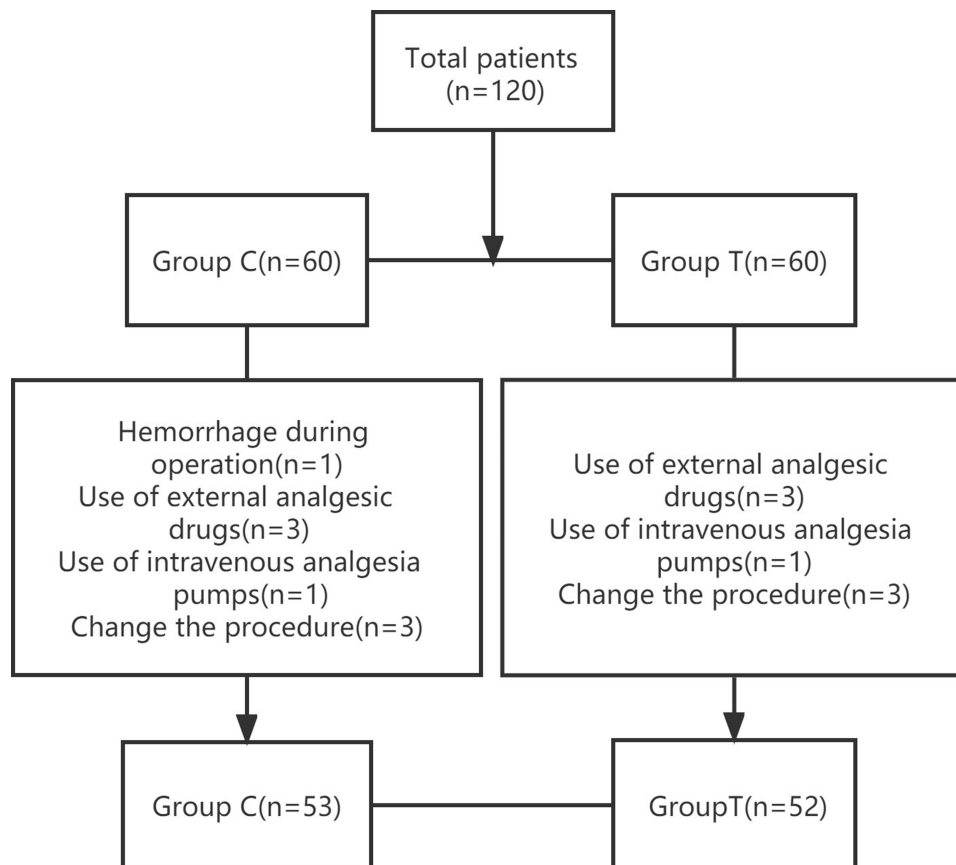 Total patients
(n=120)
Group C(n=60)
Group T(n=60)
Hemorrhage during
operation(n=1)
Use of external analgesic
drugs(n=3)
Use of intravenous analgesia
pumps(n=1)
Change the procedure(n=3)
Use of external analgesic
drugs(n=3)
Use of intravenous analgesia
pumps(n=1)
Change the procedure(n=3)
Group C(n=53)
GroupT(n=52)